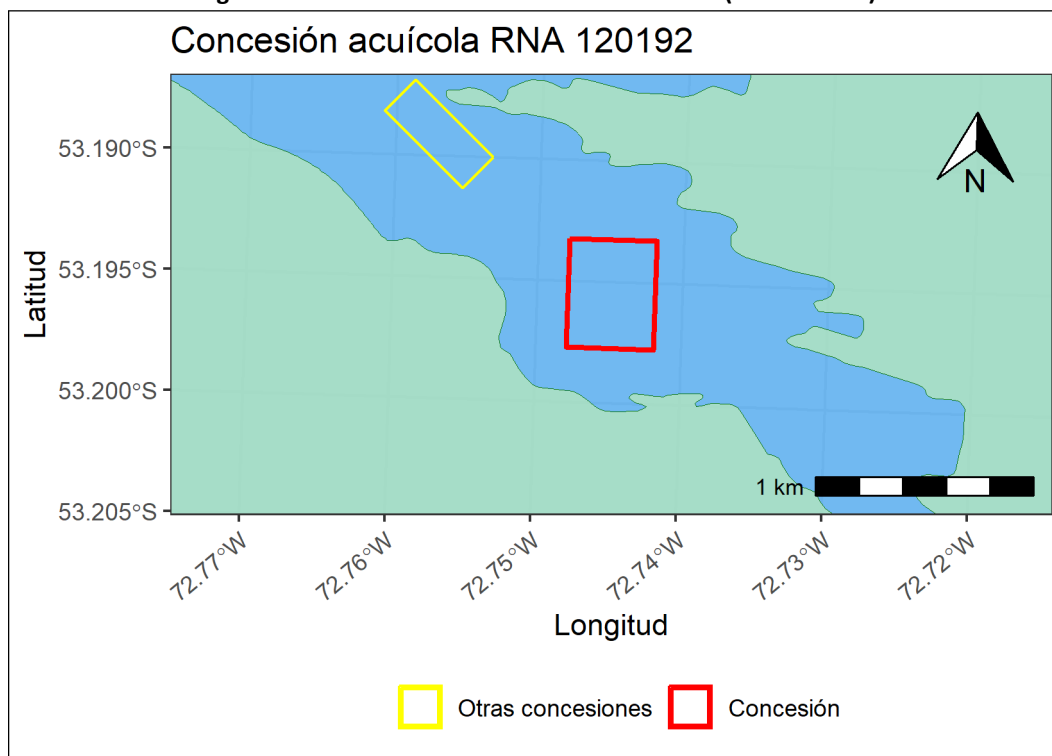 Concesión acuícola RNA 120192
N
53.190°S
53.195°S
53.200°S
53.205°S
Latitud
1 km
72.77°W
72.76°W
72.75°W
72.74°W
72.73°W
72.72°W
Longitud
Otras concesiones
Concesión